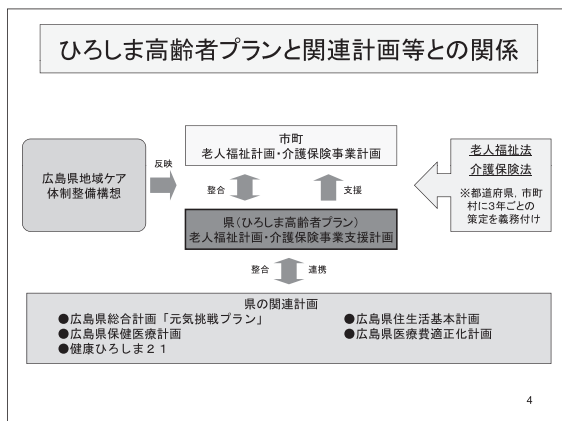 ひろしま高齢者プランと関連計画等との関係
市町
老人福祉計画・介護保険事業計画
広島県地域ケア
体制整備構想
反映
整合
支援
老人福祉法
介護保険法
※都道府県，市町
村に3年ごとの
策定を義務付け
県（ひろしま高齢者プラン）
老人福祉計画・介護保険事業支援計画
整合
連携
県の関連計画
●広島県総合計画「元気挑戦プラン」
●広島県保健医療計画
●健康ひろしま２１
●広島県住生活基本計画
●広島県医療費適正化計画
4